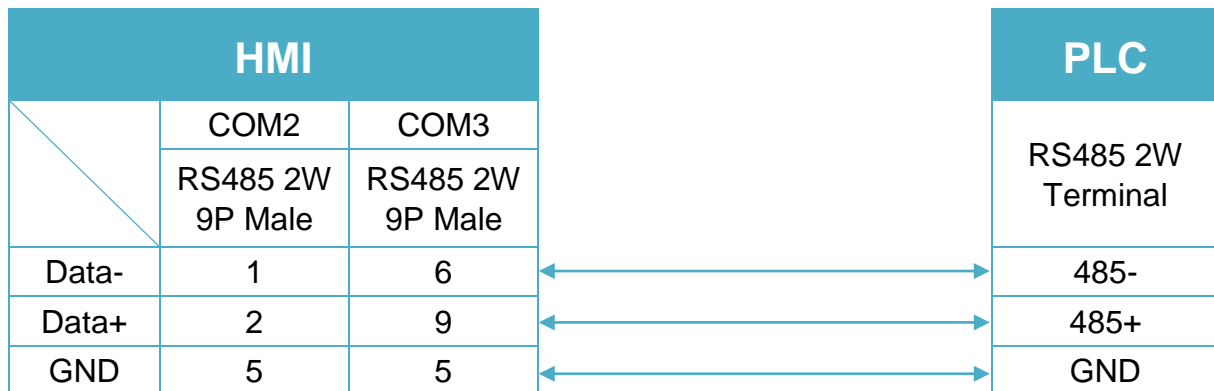 HMI
PLC
COM2
COM3
RS485 2W
9P Male
RS485 2W
9P Male
RS485 2W
Terminal
Data-
1
6
485-
Data+
2
9
485+
GND
5
5
GND